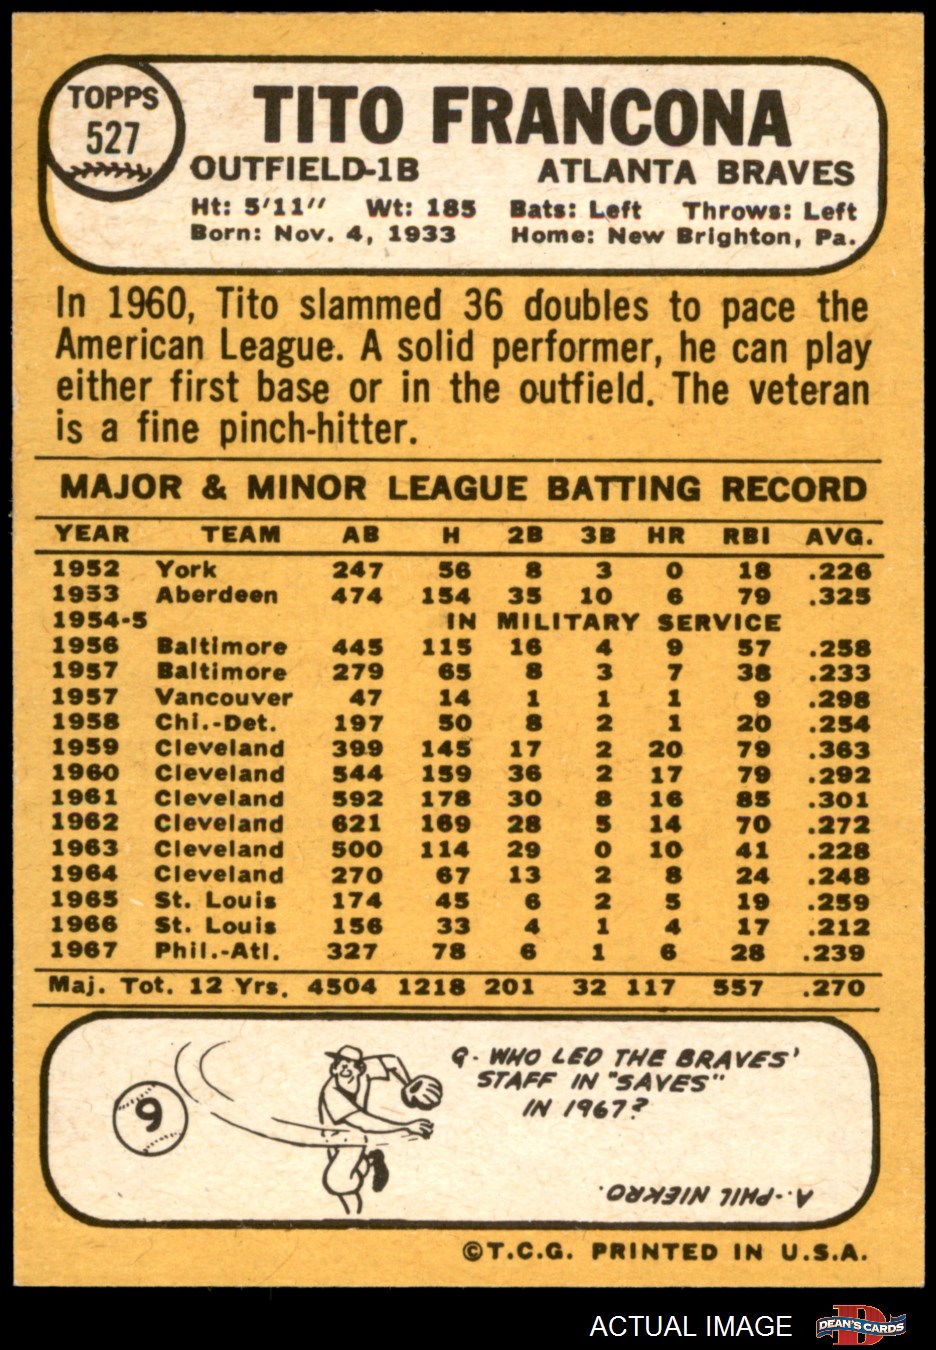 TOPPS
527
TITO FRANCONA
OUTFIELD-1B ATLANTA BRAVES
Ht: 5'11" Wt: 185 Bats: Left Throws: Left
Born: Nov. 4, 1933 Home: New Brighton, Pa.
In 1960, Tito slammed 36 doubles to pace the
American League. A solid performer, he can play
either first base or in the outfield. The veteran
is a fine pinch-hitter.
MAJOR & MINOR LEAGUE BATTING RECORD
YEAR TEAM AB H 2B 3B HR RBI AVG.
1952 York 247 56 8 3 0 18 .226
1953 Aberdeen 474 154 35 10 6 79 .325
1954-5 IN MILITARY SERVICE
1956 Baltimore 445 115 16 4 9 57 .258
1957 Baltimore 279 65 8 3 7 38 .233
1957 Vancouver 47 14 1 1 1 9 .298
1958 Chi.-Det. 197 50 8 2 1 20 .254
1959 Cleveland 399 145 17 2 20 79 .363
1960 Cleveland 544 159 36 2 17 79 .292
1961 Cleveland 592 178 30 8 16 85 .301
1962 Cleveland 621 169 28 5 14 70 .272
1963 Cleveland 500 114 29 0 10 41 .228
1964 Cleveland 270 67 13 2 8 24 .248
1965 St. Louis 174 45 6 2 5 19 .259
1966 St. Louis 156 33 4 1 4 17 .212
1967 Phil.-Atl. 327 78 6 1 6 28 .239
Maj. Tot. 12 Yrs. 4504 1218 201 32 117 557 .270
Q. WHO LED THE BRAVES'
STAFF IN "SAVES"
IN 1967?
9
A.-PHIL NIEKRO.
©T.C.G. PRINTED IN U.S.A.
ACTUAL IMAGE
D
DEAN'S CARDS